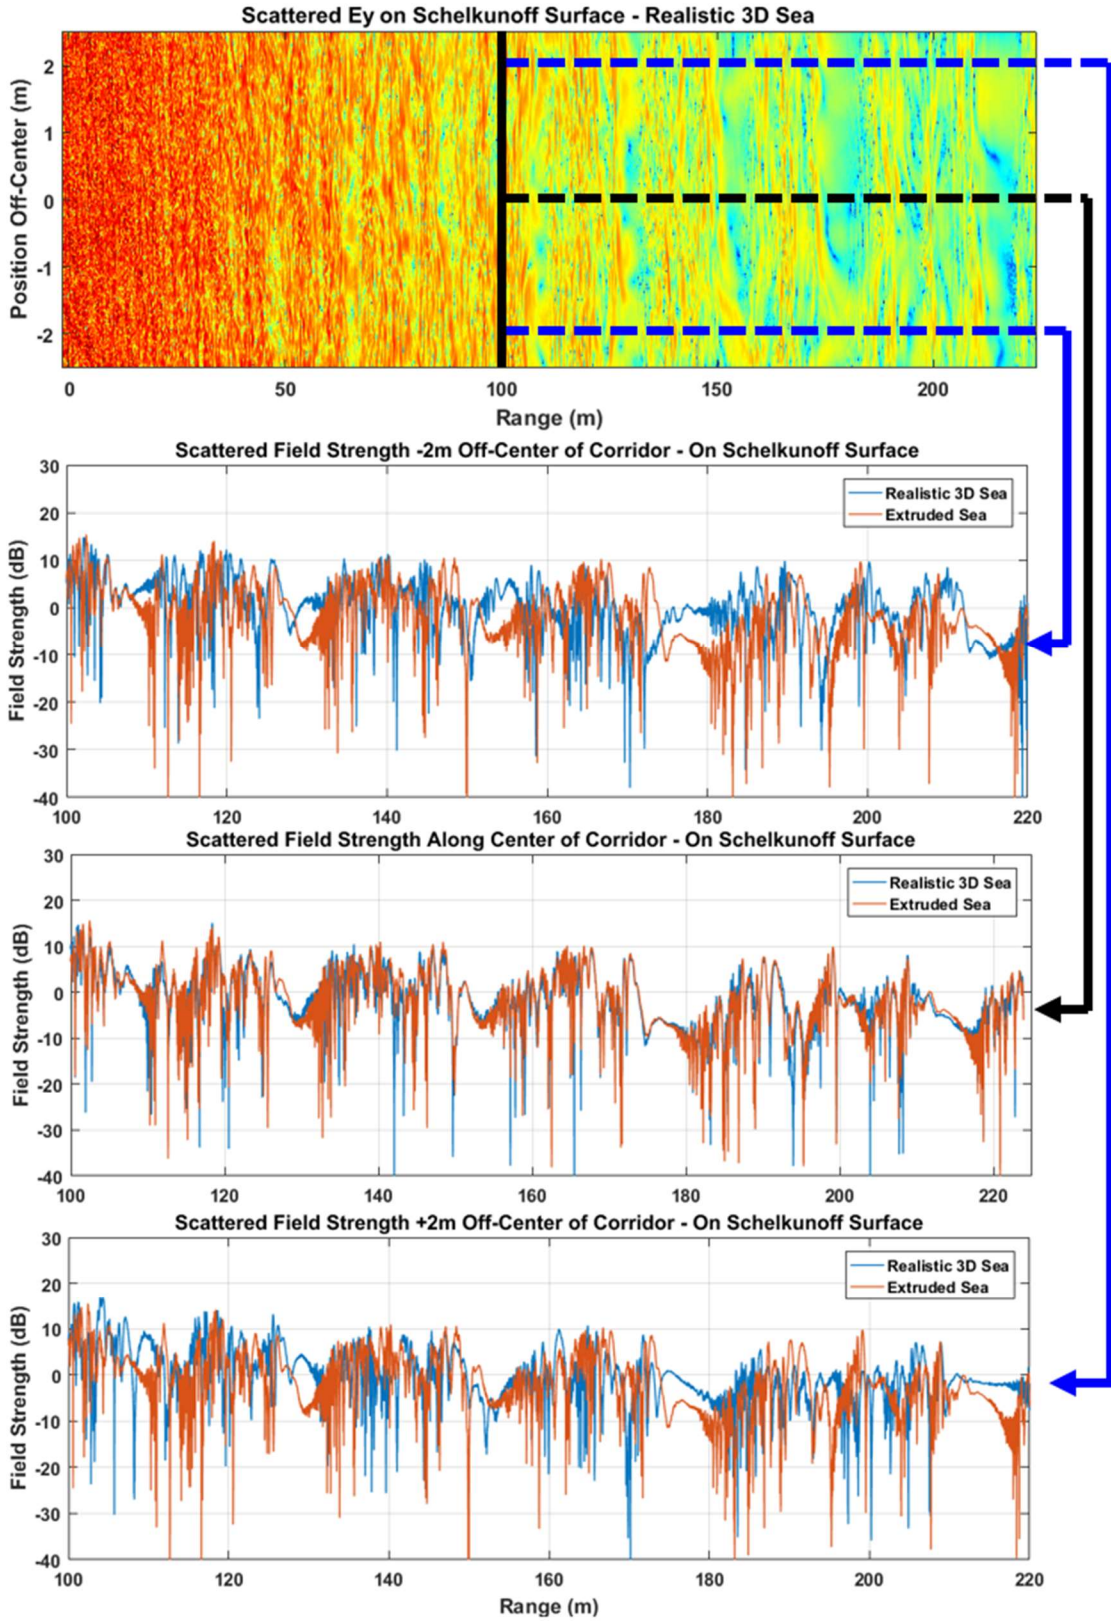 Scattered Ey on Schelkunoff Surface - Realistic 3D Sea
Position Off-Center (m)
2
1
0
-1
-2
0 50 100 150 200
Range (m)
Scattered Field Strength -2m Off-Center of Corridor - On Schelkunoff Surface
Field Strength (dB)
30
20
10
0
-10
-20
-30
-40
Realistic 3D Sea
Extruded Sea
100 120 140 160 180 200 220
Scattered Field Strength Along Center of Corridor - On Schelkunoff Surface
Field Strength (dB)
30
20
10
0
-10
-20
-30
-40
Realistic 3D Sea
Extruded Sea
100 120 140 160 180 200 220
Scattered Field Strength +2m Off-Center of Corridor - On Schelkunoff Surface
Field Strength (dB)
30
20
10
0
-10
-20
-30
-40
Realistic 3D Sea
Extruded Sea
100 120 140 160 180 200 220
Range (m)